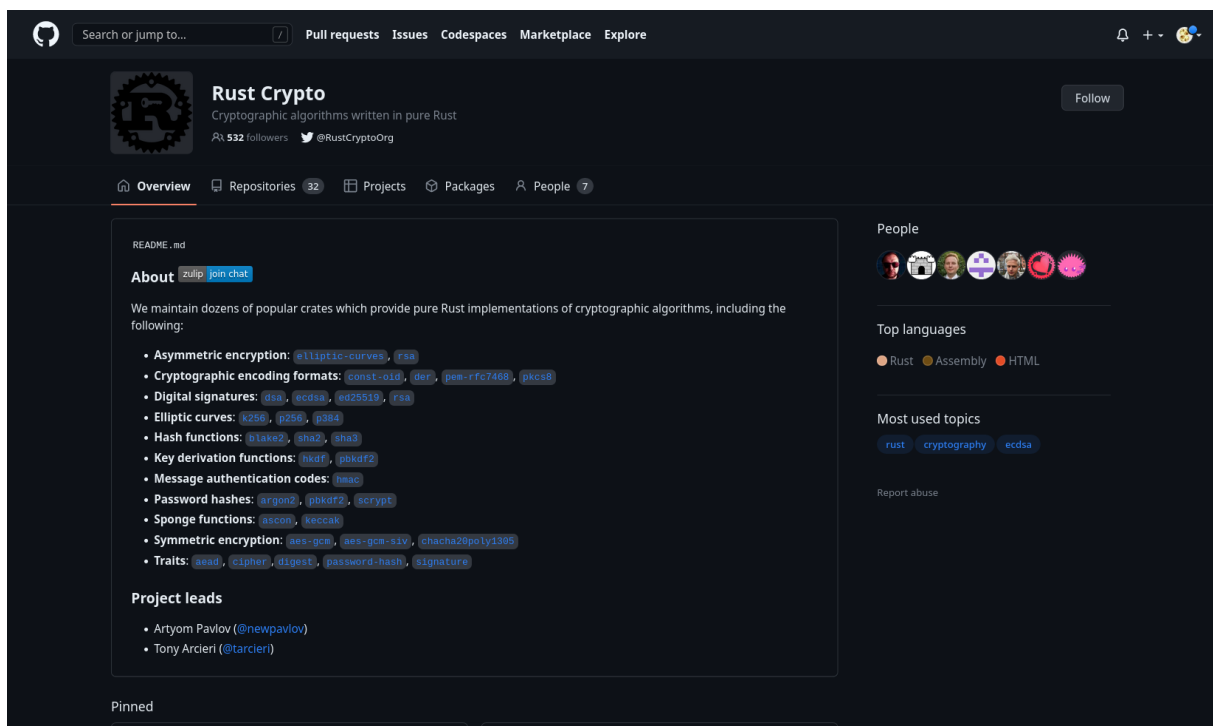 Search or jump to... / Pull requests Issues Codespaces Marketplace Explore
Rust Crypto
Follow
Cryptographic algorithms written in pure Rust
532 followers @RustCryptoOrg
Overview Repositories 32 Projects Packages People 7
README.md
About zulip join chat
We maintain dozens of popular crates which provide pure Rust implementations of cryptographic algorithms, including the
following:
• Asymmetric encryption: elliptic-curves, rsa
• Cryptographic encoding formats: const-oid, der, pem-rfc7468, pkcs8
• Digital signatures: dsa, ecdsa, ed25519, rsa
• Elliptic curves: k256, p256, p384
• Hash functions: blake2, sha2, sha3
• Key derivation functions: hkdf, pbkdf2
• Message authentication codes: hmac
• Password hashes: argon2, pbkdf2, scrypt
• Sponge functions: ascon, keccak
• Symmetric encryption: aes-gcm, aes-gcm-siv, chacha20poly1305
• Traits: aead, cipher,digest, password-hash, signature
Project leads
• Artyom Pavlov (@newpavlov)
• Tony Arcieri (@tarcieri)
Pinned
People
Top languages
Rust Assembly HTML
Most used topics
rust cryptography ecdsa
Report abuse